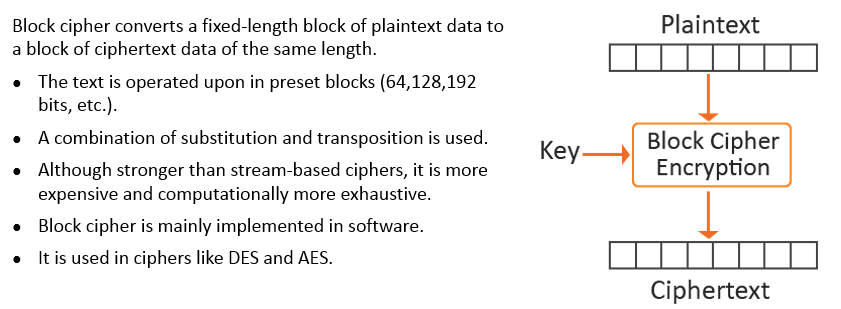 Block cipher converts a fixed-length block of plaintext data to
a block of ciphertext data of the same length.
• The text is operated upon in preset blocks (64,128,192
bits, etc.).
• A combination of substitution and transposition is used.
• Although stronger than stream-based ciphers, it is more
expensive and computationally more exhaustive.
• Block cipher is mainly implemented in software.
• It is used in ciphers like DES and AES.
Plaintext
Key
Block Cipher
Encryption
Ciphertext